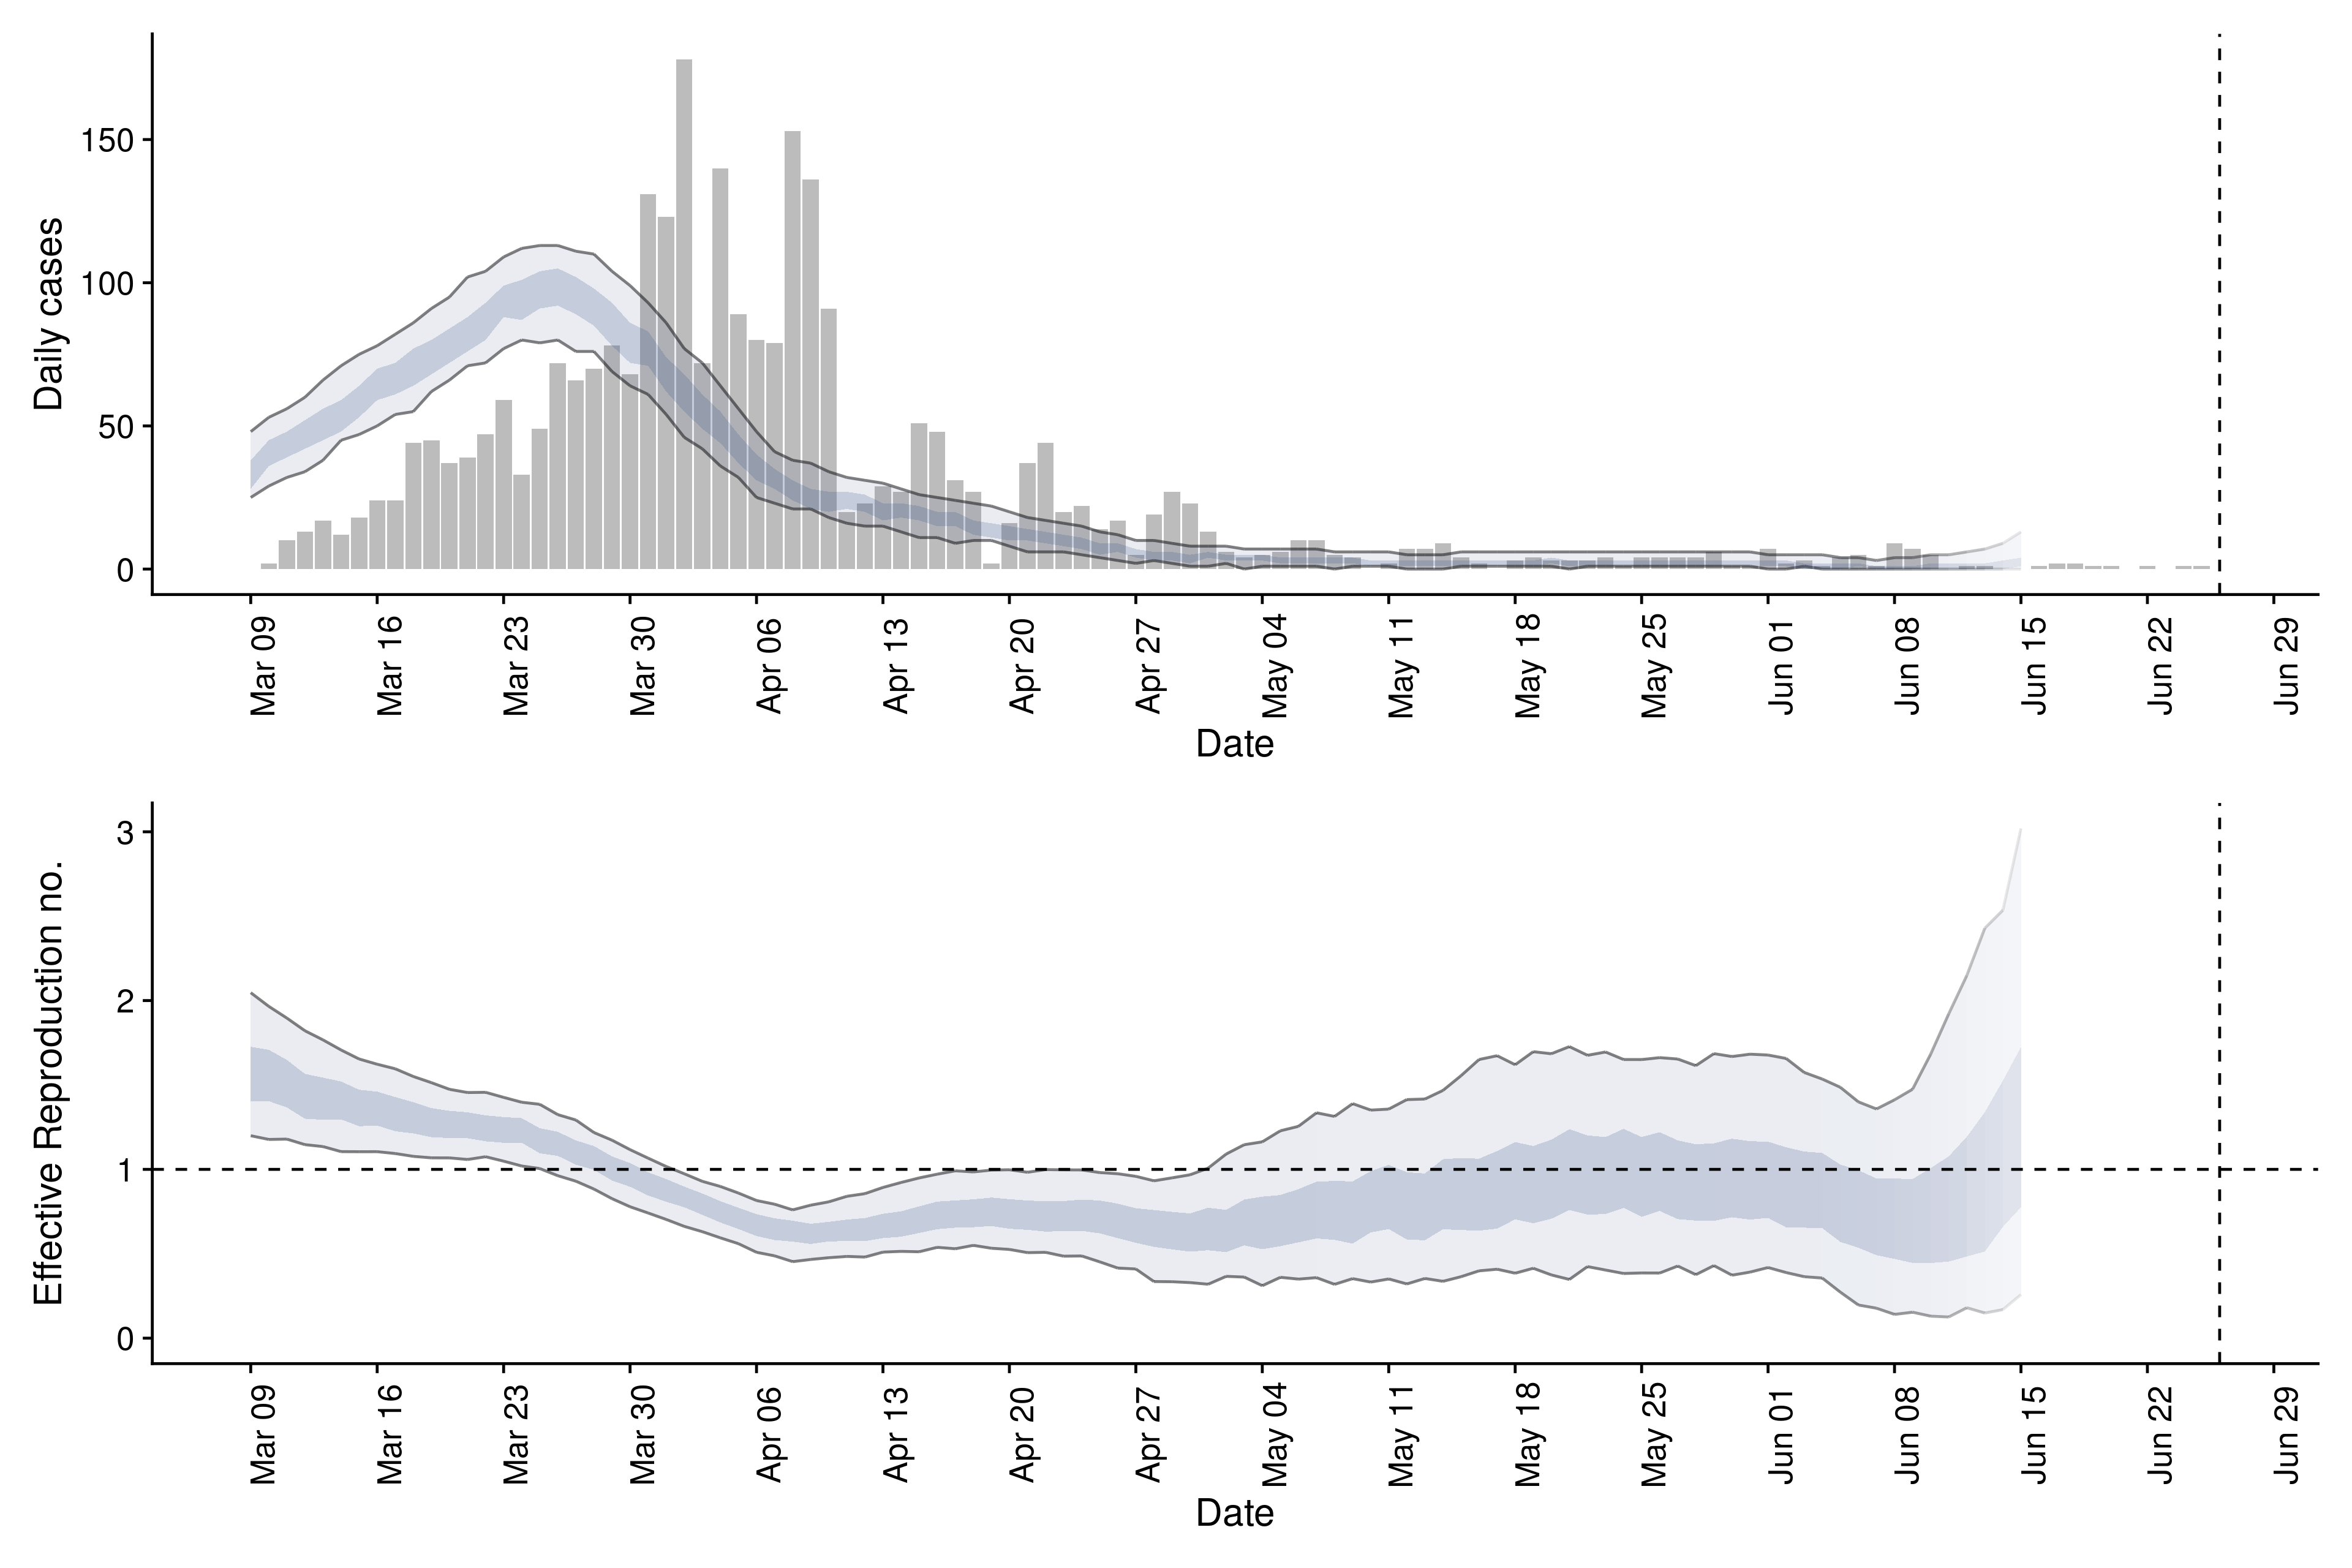 Daily cases
150
100
50
0
Mar 09
Mar 16
Mar 23
Mar 30
Apr 06
Apr 13
Apr 20
Apr 27
May 04
May 11
May 18
May 25
Jun 01
Jun 08
Jun 15
Jun 22
Jun 29
Date
Effective Reproduction no.
3
2
1
0
Mar 09
Mar 16
Mar 23
Mar 30
Apr 06
Apr 13
Apr 20
Apr 27
May 04
May 11
May 18
May 25
Jun 01
Jun 08
Jun 15
Jun 22
Jun 29
Date